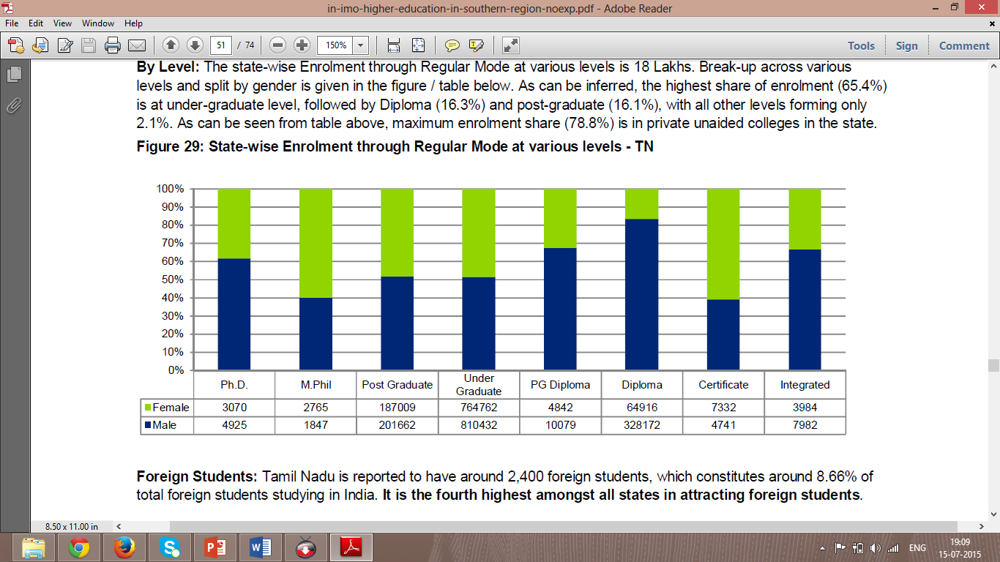 in-imo-higher-education-in-southern-region-noexp.pdf - Adobe Reader
File Edit View Window Help
51 / 74 150% Tools Sign Comment
By Level: The state-wise Enrolment through Regular Mode at various levels is 18 Lakhs. Break-up across various
levels and split by gender is given in the figure / table below. As can be inferred, the highest share of enrolment (65.4%)
is at under-graduate level, followed by Diploma (16.3%) and post-graduate (16.1%), with all other levels forming only
2.1%. As can be seen from table above, maximum enrolment share (78.8%) is in private unaided colleges in the state.
Figure 29: State-wise Enrolment through Regular Mode at various levels - TN
100%
90%
80%
70%
60%
50%
40%
30%
20%
10%
0%
Ph.D. M.Phil Post Graduate Under Graduate PG Diploma Diploma Certificate Integrated
Female 3070 2765 187009 764762 4842 64916 7332 3984
Male 4925 1847 201662 810432 10079 328172 4741 7982
Foreign Students: Tamil Nadu is reported to have around 2,400 foreign students, which constitutes around 8.66% of
total foreign students studying in India. It is the fourth highest amongst all states in attracting foreign students.
8.50 x 11.00 in
ENG 19:09
15-07-2015